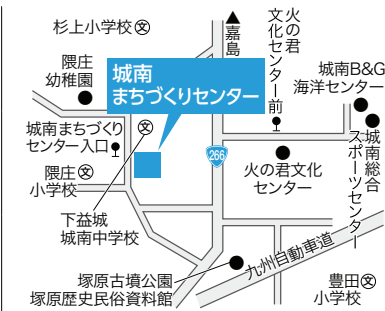 杉上小学校 文
▲嘉島
火の君
文化センター前
隈庄
幼稚園
城南
まちづくりセンター
城南B&G
海洋センター
城南まちづくり
センター入口
文
266
隈庄 文
小学校
火の君文化
センター
城南総合
スポーツセンター
下益城
城南中学校
九州自動車道
塚原古墳公園
塚原歴史民俗資料館
豊田 文
小学校